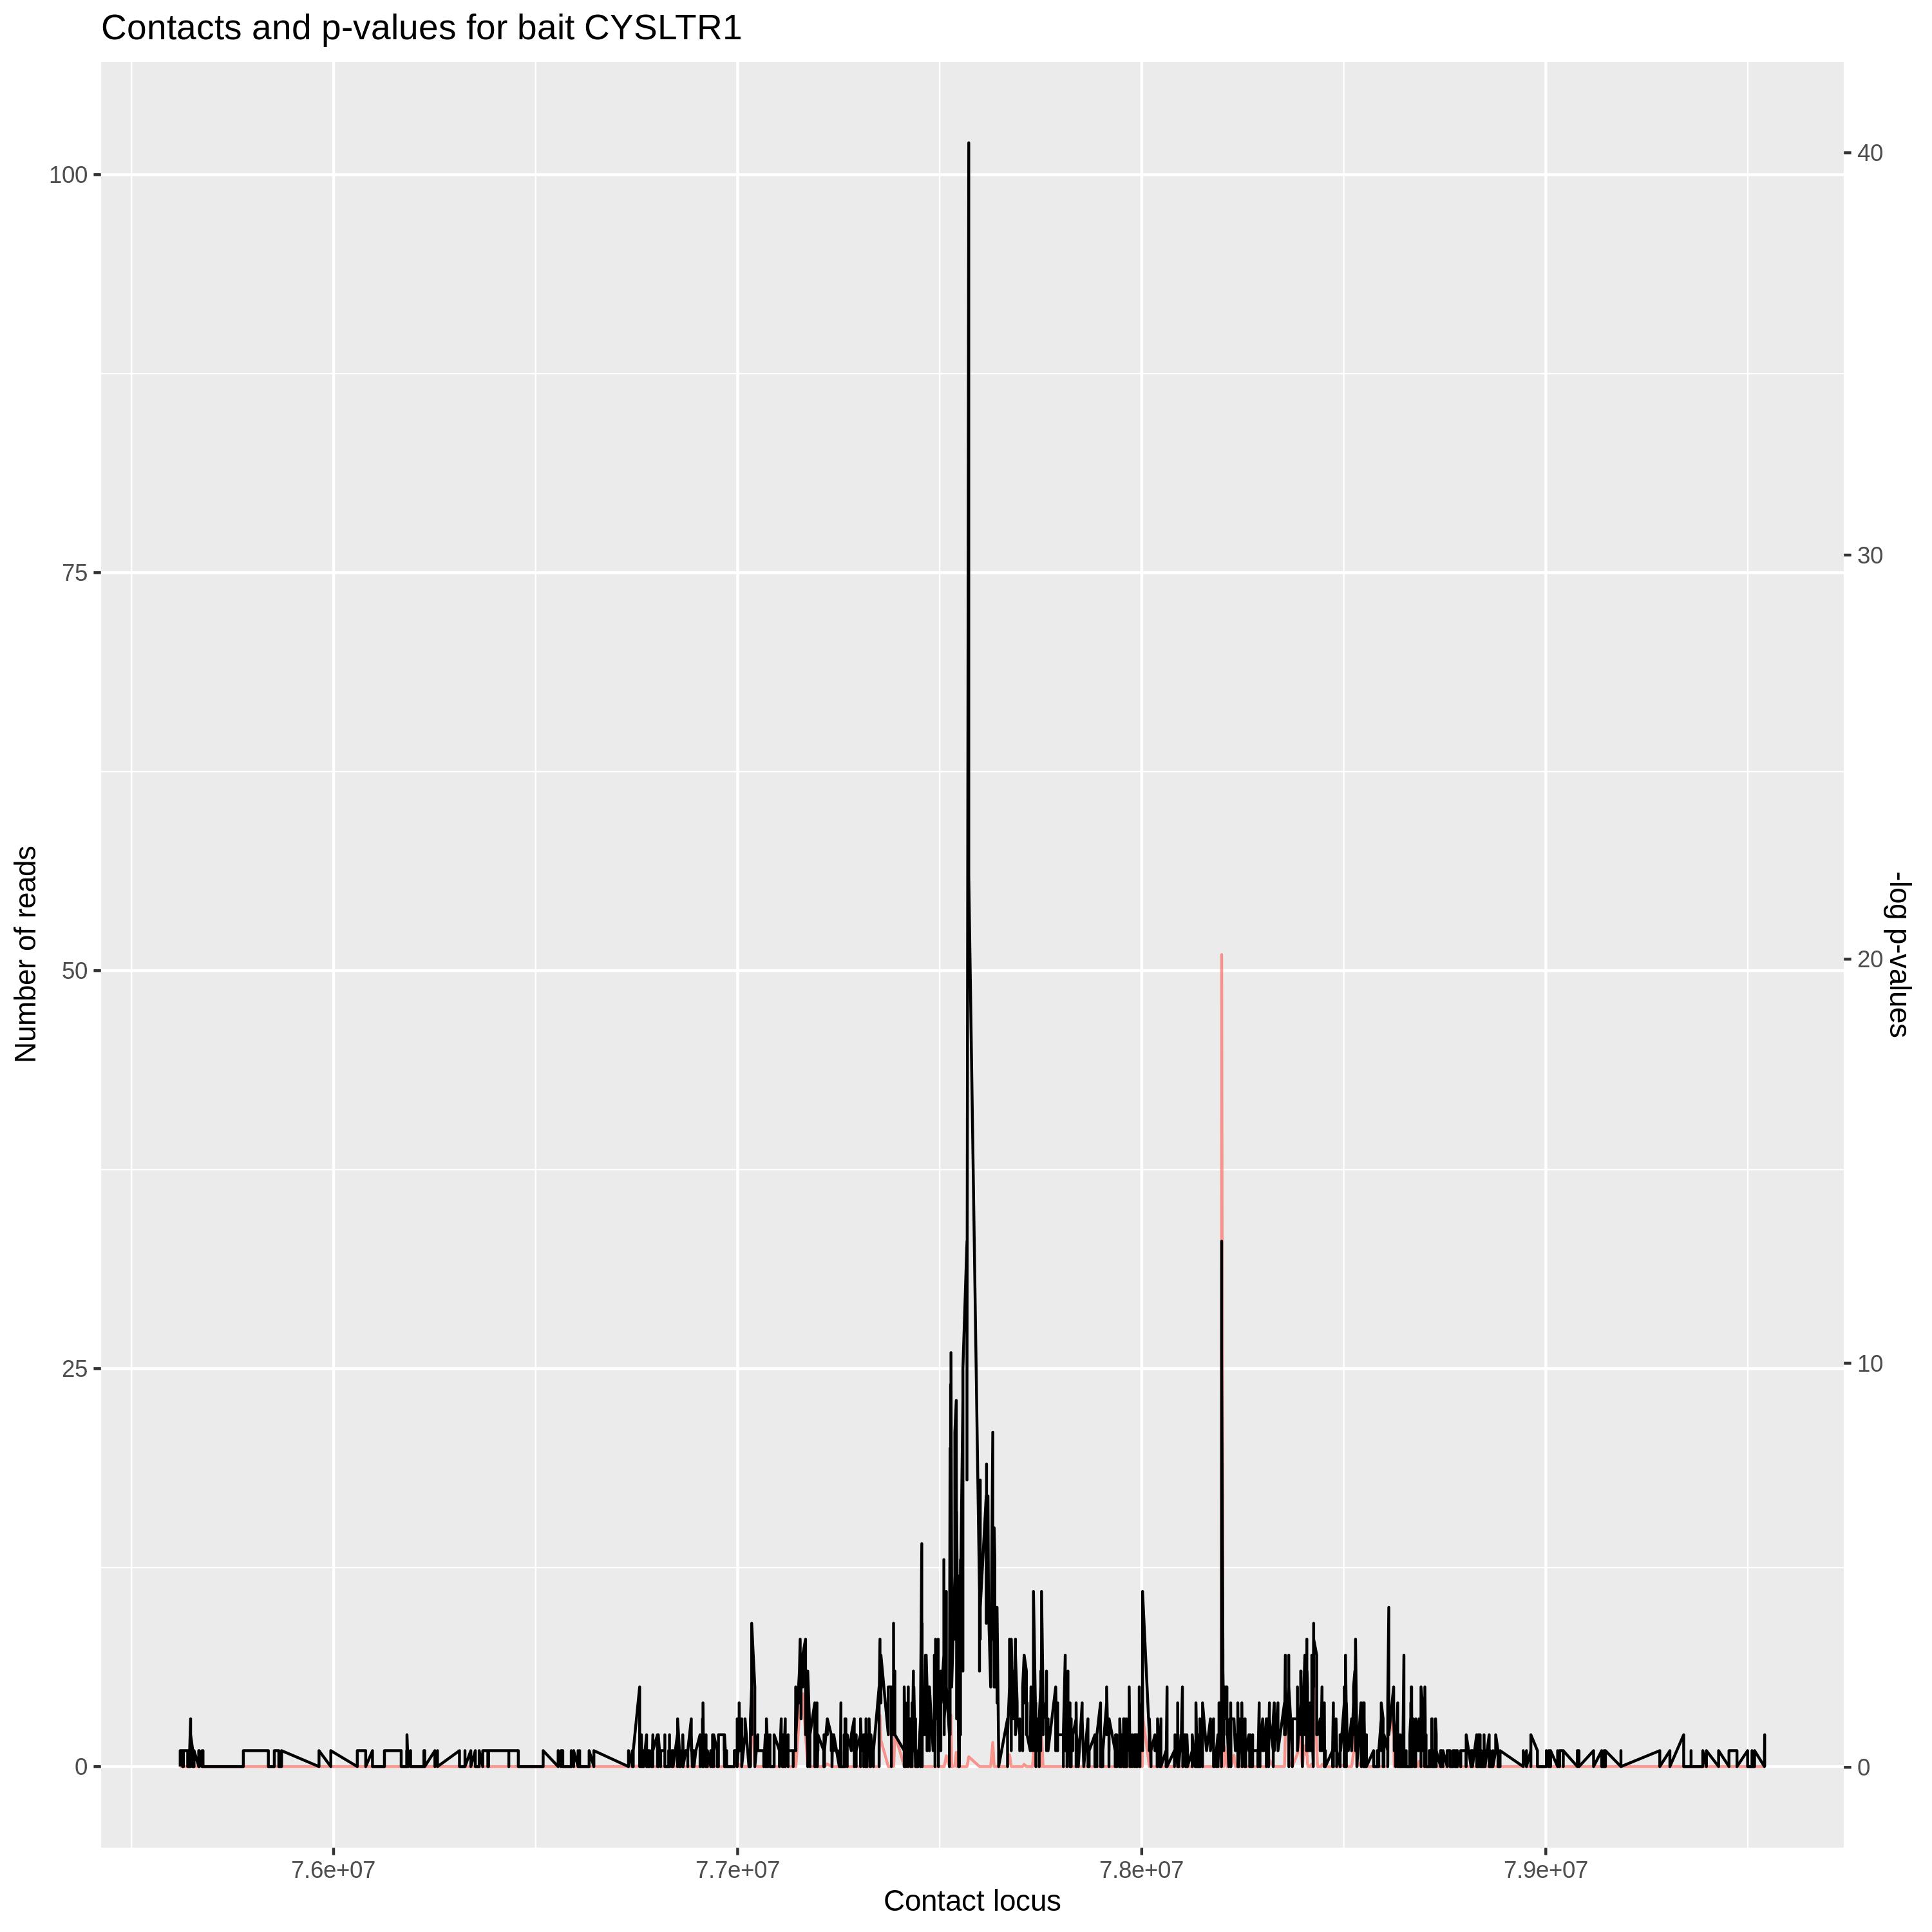 Contacts and p-values for bait CYSLTR1
100
75
50
25
0
Number of reads
40
30
20
10
0
-log p-values
7.6e+07
7.7e+07
7.8e+07
7.9e+07
Contact locus